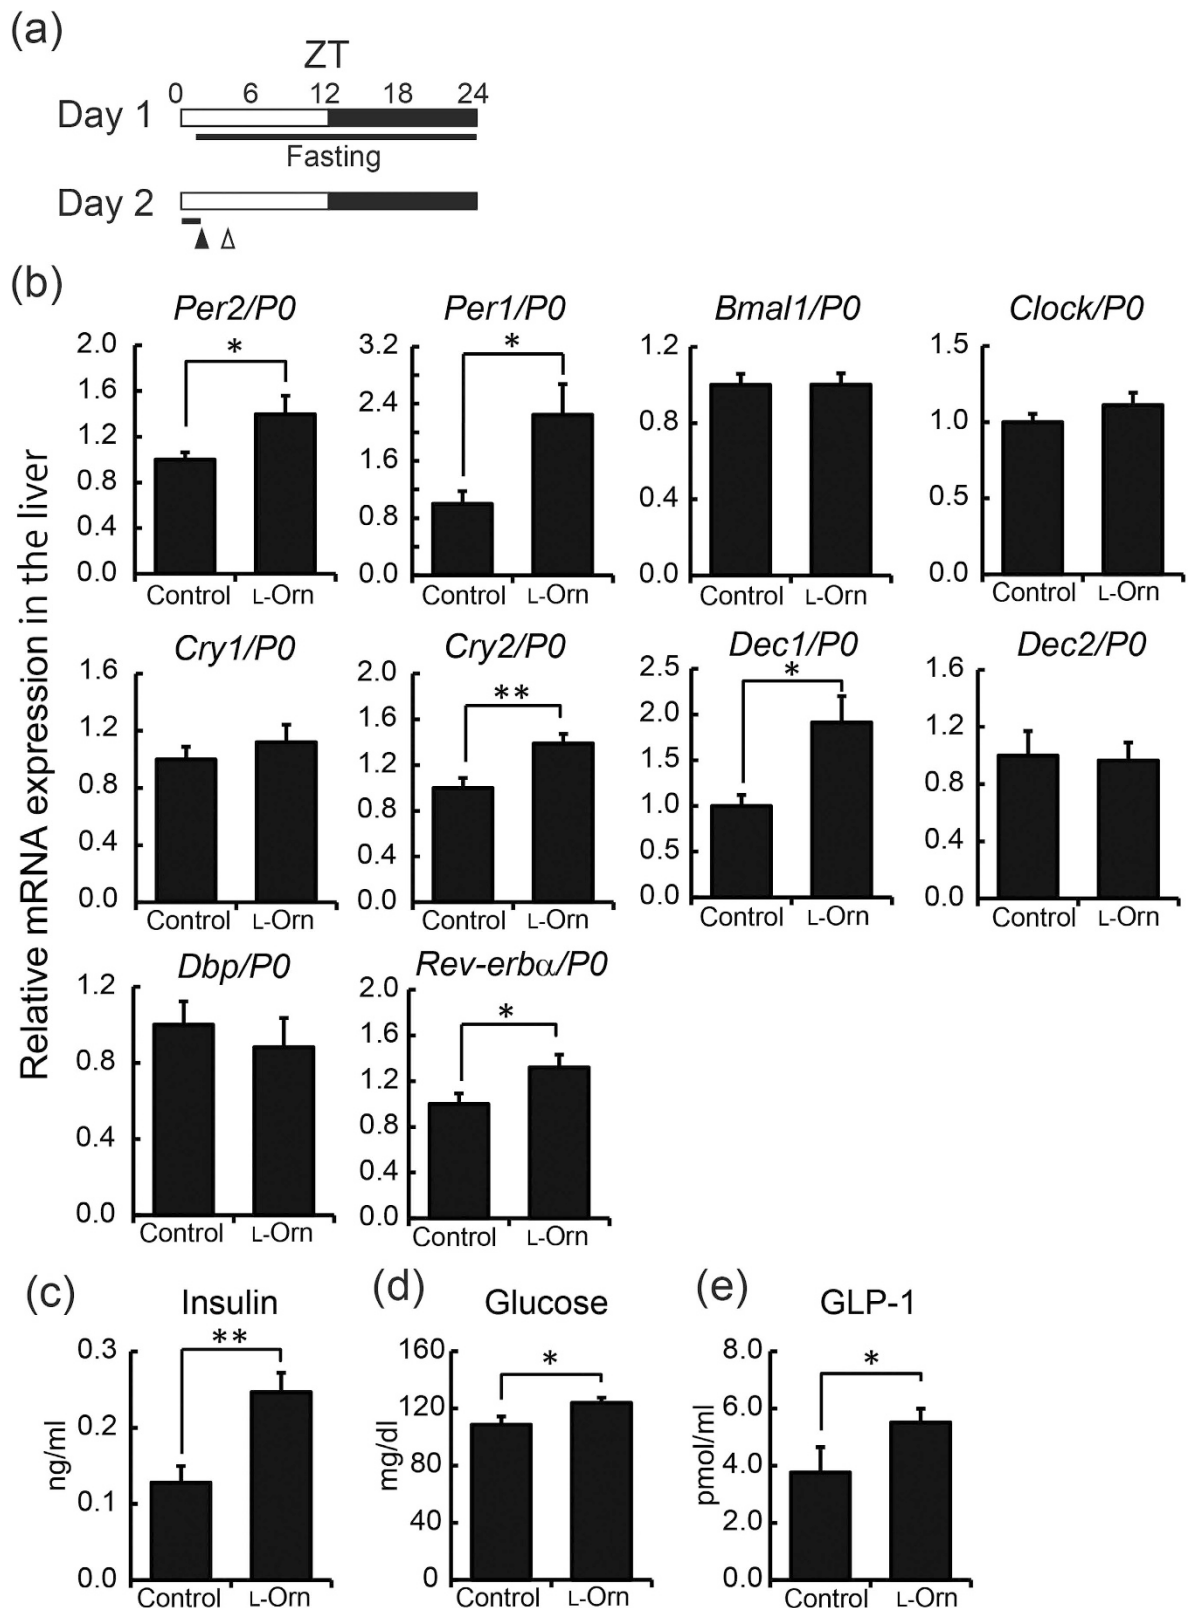 (a)
ZT
0 6 12 18 24
Day 1
Fasting
Day 2
(b)
Relative mRNA expression in the liver
Per2/P0
*
2.0
1.6
1.2
0.8
0.4
0.0
Control L-Orn
Per1/P0
*
3.2
2.4
1.6
0.8
0.0
Control L-Orn
Bmal1/P0
1.2
0.8
0.4
0.0
Control L-Orn
Clock/P0
1.5
1.0
0.5
0.0
Control L-Orn
Cry1/P0
1.6
1.2
0.8
0.4
0.0
Control L-Orn
Cry2/P0
**
2.0
1.6
1.2
0.8
0.4
0.0
Control L-Orn
Dec1/P0
*
2.5
2.0
1.5
1.0
0.5
0.0
Control L-Orn
Dec2/P0
1.6
1.2
0.8
0.4
0.0
Control L-Orn
Dbp/P0
1.2
0.8
0.4
0.0
Control L-Orn
Rev-erbα/P0
*
2.0
1.6
1.2
0.8
0.4
0.0
Control L-Orn
(c)
Insulin
**
ng/ml
0.3
0.2
0.1
0.0
Control L-Orn
(d)
Glucose
*
mg/dl
160
120
80
40
0
Control L-Orn
(e)
GLP-1
*
pmol/ml
8.0
6.0
4.0
2.0
0.0
Control L-Orn